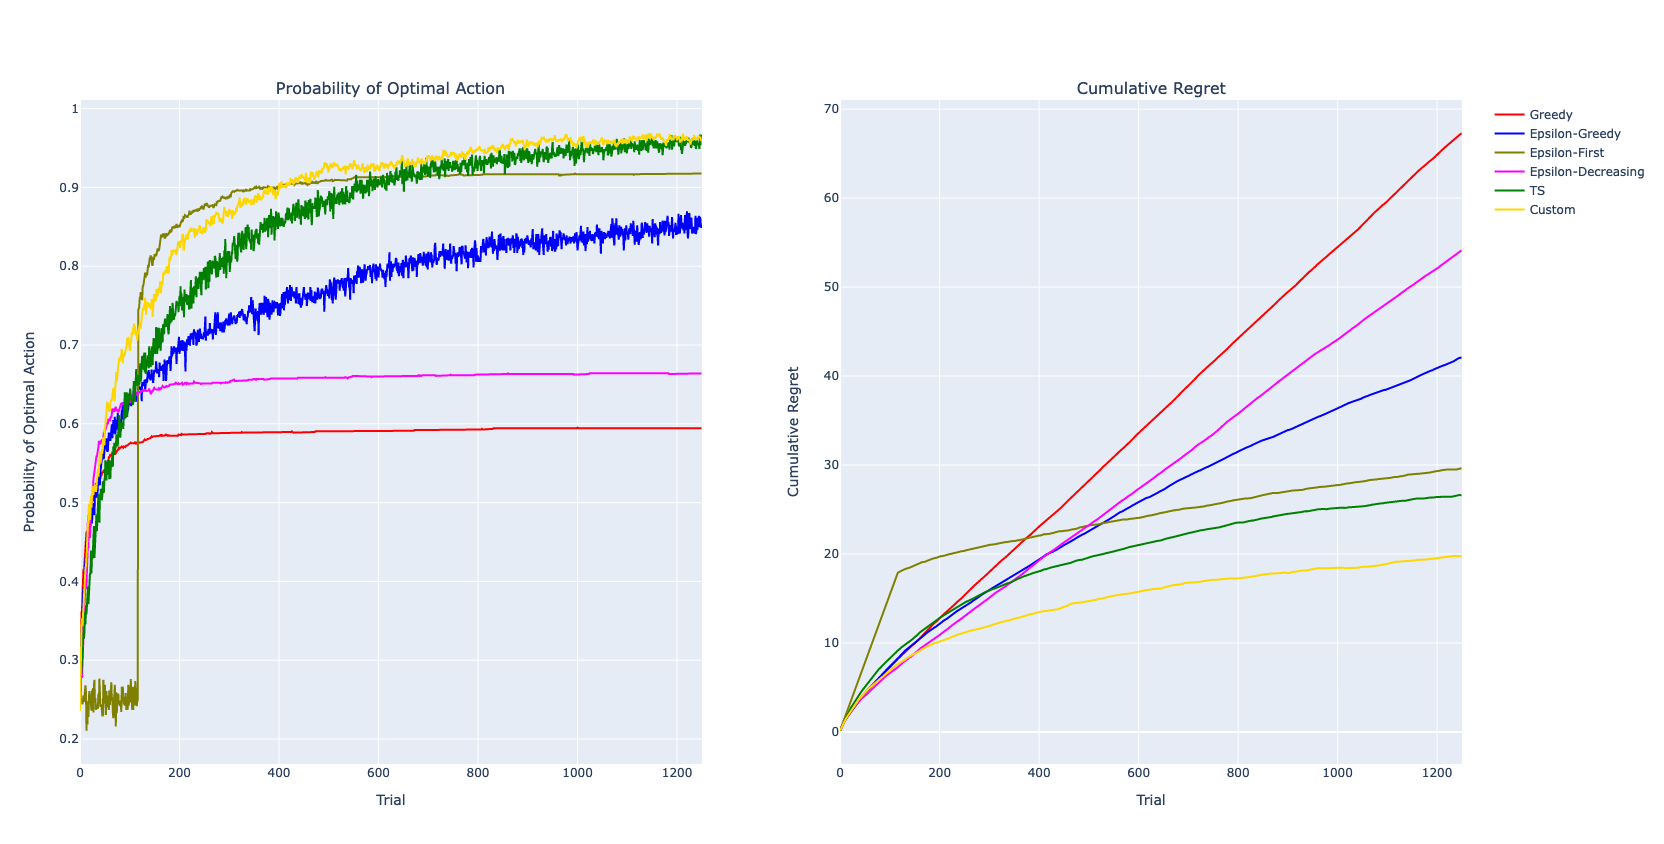 Probability of Optimal Action
Cumulative Regret
1
0.9
0.8
0.7
0.6
0.5
0.4
0.3
0.2
Probability of Optimal Action
0
200
400
600
800
1000
1200
Trial
70
60
50
40
30
20
10
0
Cumulative Regret
0
200
400
600
800
1000
1200
Trial
Greedy
Epsilon-Greedy
Epsilon-First
Epsilon-Decreasing
TS
Custom